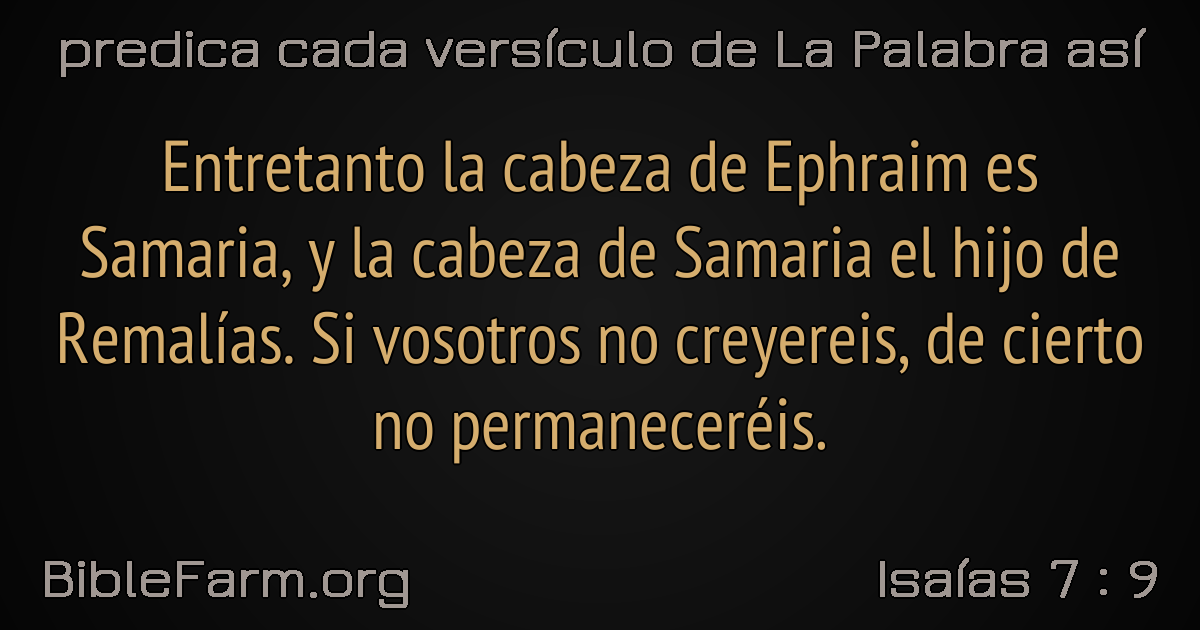 predica cada versículo de La Palabra así
Entretanto la cabeza de Ephraim es
Samaria, y la cabeza de Samaria el hijo de
Remalías. Si vosotros no creyereis, de cierto
no permaneceréis.
BibleFarm.org
Isaías 7 : 9